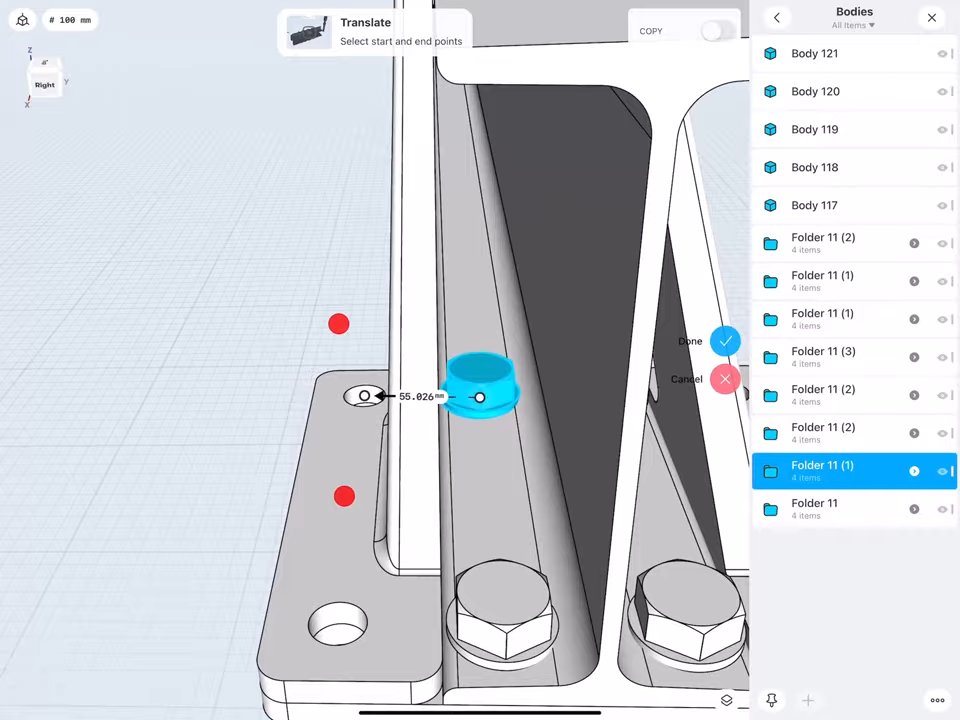 # 100 mm
Translate
Select start and end points
COPY
Bodies
All Items ▼
Z
Right
Y
X
Body 121
Body 120
Body 119
Body 118
Body 117
Folder 11 (2)
4 items
Folder 11 (1)
4 items
Folder 11 (1)
4 items
Folder 11 (3)
4 items
Folder 11 (2)
4 items
Folder 11 (2)
4 items
Folder 11 (1)
4 items
Folder 11
4 items
Done
Cancel
55.026 mm